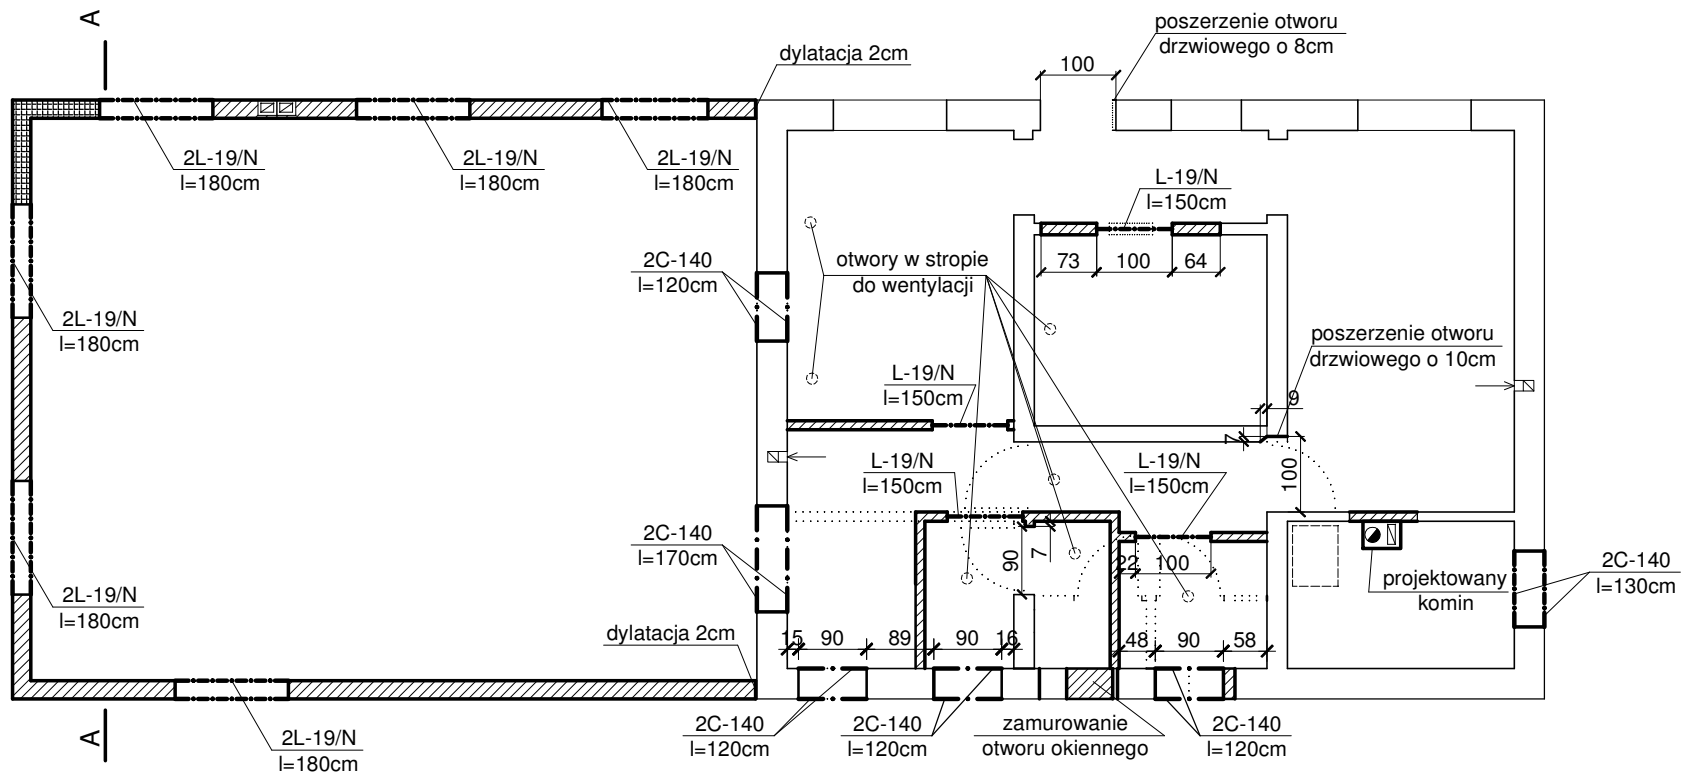 A
poszerzenie otworu
drzwiowego o 8cm
dylatacja 2cm
100
2L-19/N
l=180cm
2L-19/N
l=180cm
2L-19/N
l=180cm
L-19/N
l=150cm
otwory w stropie
do wentylacji
73
100
64
2C-140
l=120cm
2L-19/N
l=180cm
poszerzenie otworu
drzwiowego o 10cm
L-19/N
l=150cm
9
7
100
L-19/N
l=150cm
L-19/N
l=150cm
2C-140
l=170cm
90
7
22
100
projektowany
komin
2C-140
l=130cm
2L-19/N
l=180cm
dylatacja 2cm
15
90
89
90
16
48
90
58
A
2L-19/N
l=180cm
2C-140
l=120cm
2C-140
l=120cm
zamurowanie
otworu okiennego
2C-140
l=120cm